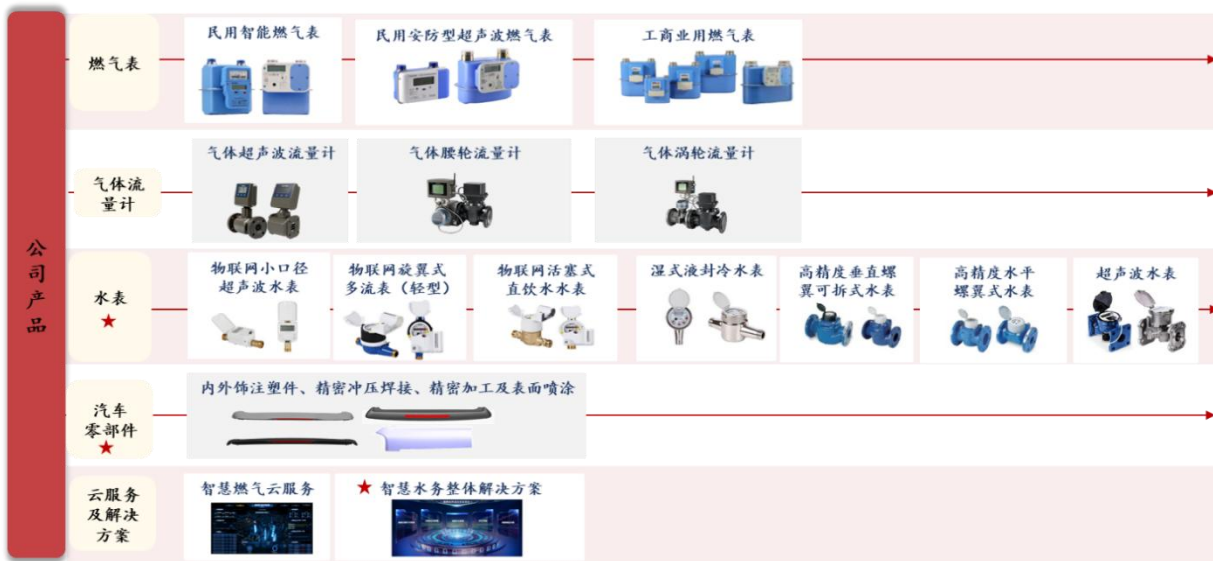 公司产品
燃气表
民用智能燃气表
民用安防型超声波燃气表
工商业用燃气表
气体流
量计
气体超声波流量计
气体腰轮流量计
气体涡轮流量计
水表
★
物联网小口径
超声波水表
物联网旋翼式
多流表（轻型）
物联网活塞式
直饮水水表
湿式液封冷水表
高精度垂直螺
翼可拆式水表
高精度水平
螺翼式水表
超声波水表
汽车
零部件
★
内外饰注塑件、精密冲压焊接、精密加工及表面喷涂
云服务
及解决
方案
智慧燃气云服务
★ 智慧水务整体解决方案